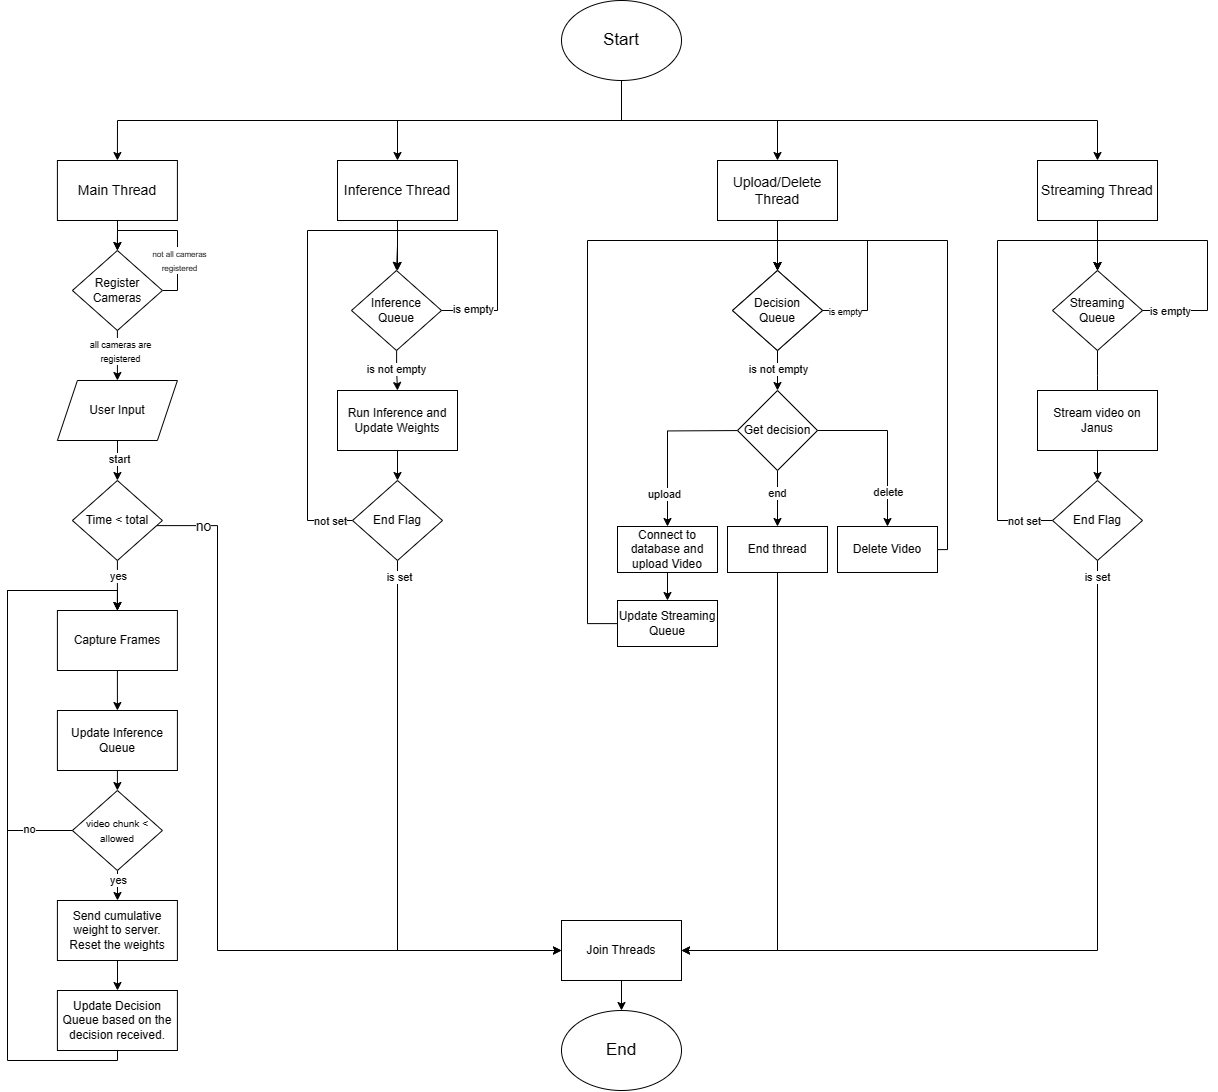 Start
Main Thread
not all cameras
registered
Register
Cameras
all cameras are
registered
User Input
start
Time < total
no
yes
Capture Frames
Update Inference
Queue
video chunk <
allowed
no
yes
Send cumulative
weight to server.
Reset the weights
Update Decision
Queue based on the
decision received.
Inference Thread
Inference
Queue
is empty
is not empty
Run Inference and
Update Weights
End Flag
not set
is set
Upload/Delete
Thread
Decision
Queue
is empty
is not empty
Get decision
upload
end
delete
Connect to
database and
upload Video
End thread
Delete Video
Update Streaming
Queue
Streaming Thread
Streaming
Queue
is empty
Stream video on
Janus
End Flag
not set
is set
Join Threads
End